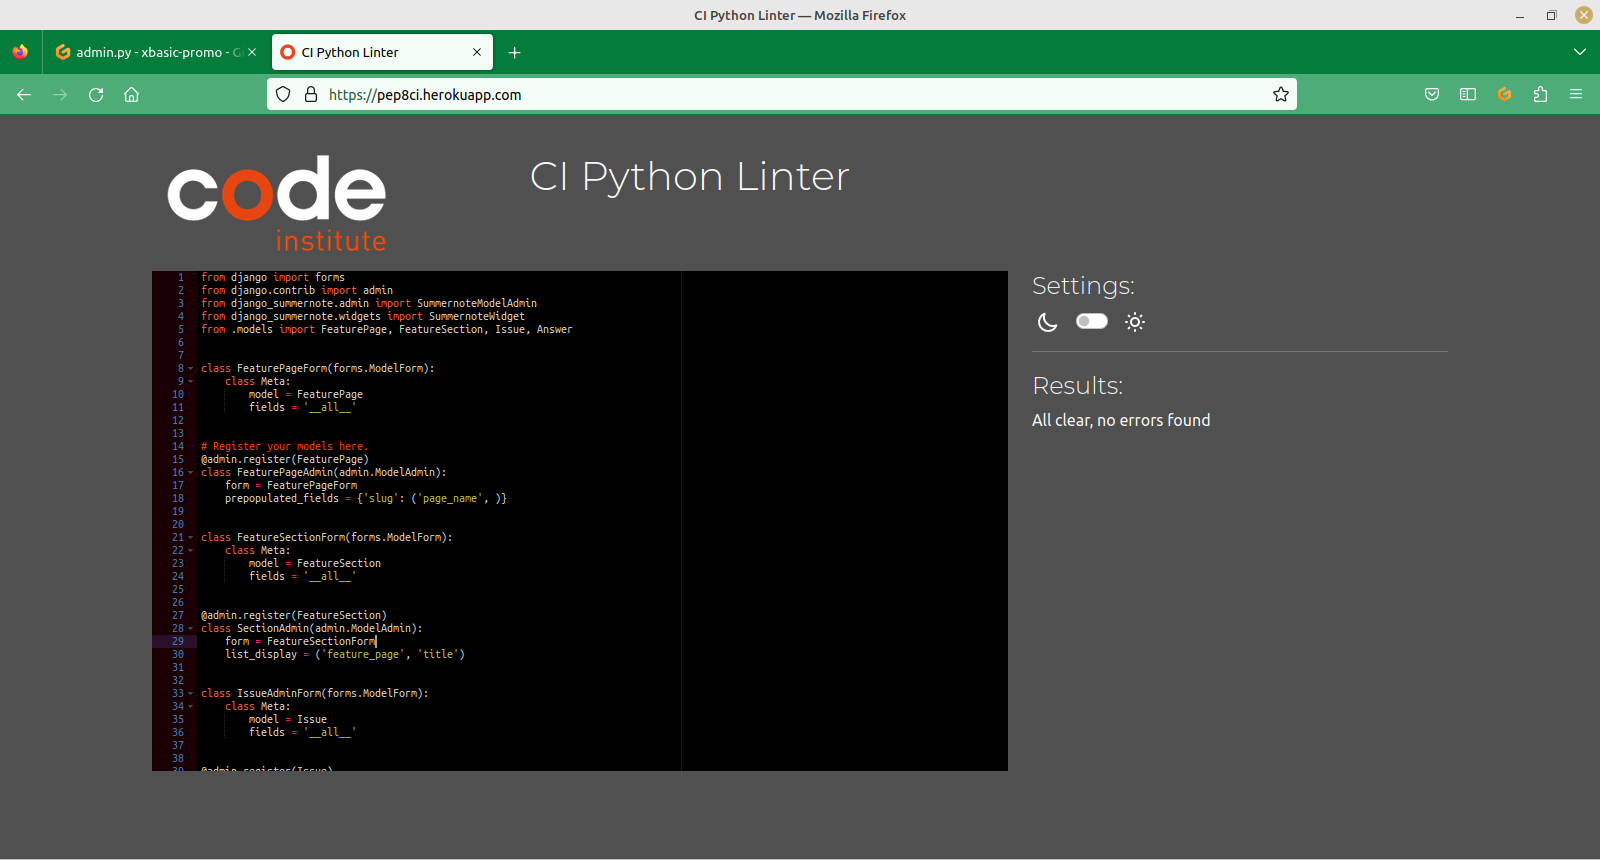 CI Python Linter — Mozilla Firefox
admin.py - xbasic-promo - G
CI Python Linter
https://pep8ci.herokuapp.com
code
institute
CI Python Linter
1 from django import forms
2 from django.contrib import admin
3 from django_summernote.admin import SummernoteModelAdmin
4 from django_summernote.widgets import SummernoteWidget
5 from .models import FeaturePage, FeatureSection, Issue, Answer
6
7
8 class FeaturePageForm(forms.ModelForm):
9     class Meta:
10         model = FeaturePage
11         fields = '__all__'
12
13
14 # Register your models here.
15 @admin.register(FeaturePage)
16 class FeaturePageAdmin(admin.ModelAdmin):
17     form = FeaturePageForm
18     prepopulated_fields = {'slug': ('page_name', )}
19
20
21 class FeatureSectionForm(forms.ModelForm):
22     class Meta:
23         model = FeatureSection
24         fields = '__all__'
25
26
27 @admin.register(FeatureSection)
28 class SectionAdmin(admin.ModelAdmin):
29     form = FeatureSectionForm
30     list_display = ('feature_page', 'title')
31
32
33 class IssueAdminForm(forms.ModelForm):
34     class Meta:
35         model = Issue
36         fields = '__all__'
37
38
39 @admin.register(Issue)
Settings:
Results:
All clear, no errors found